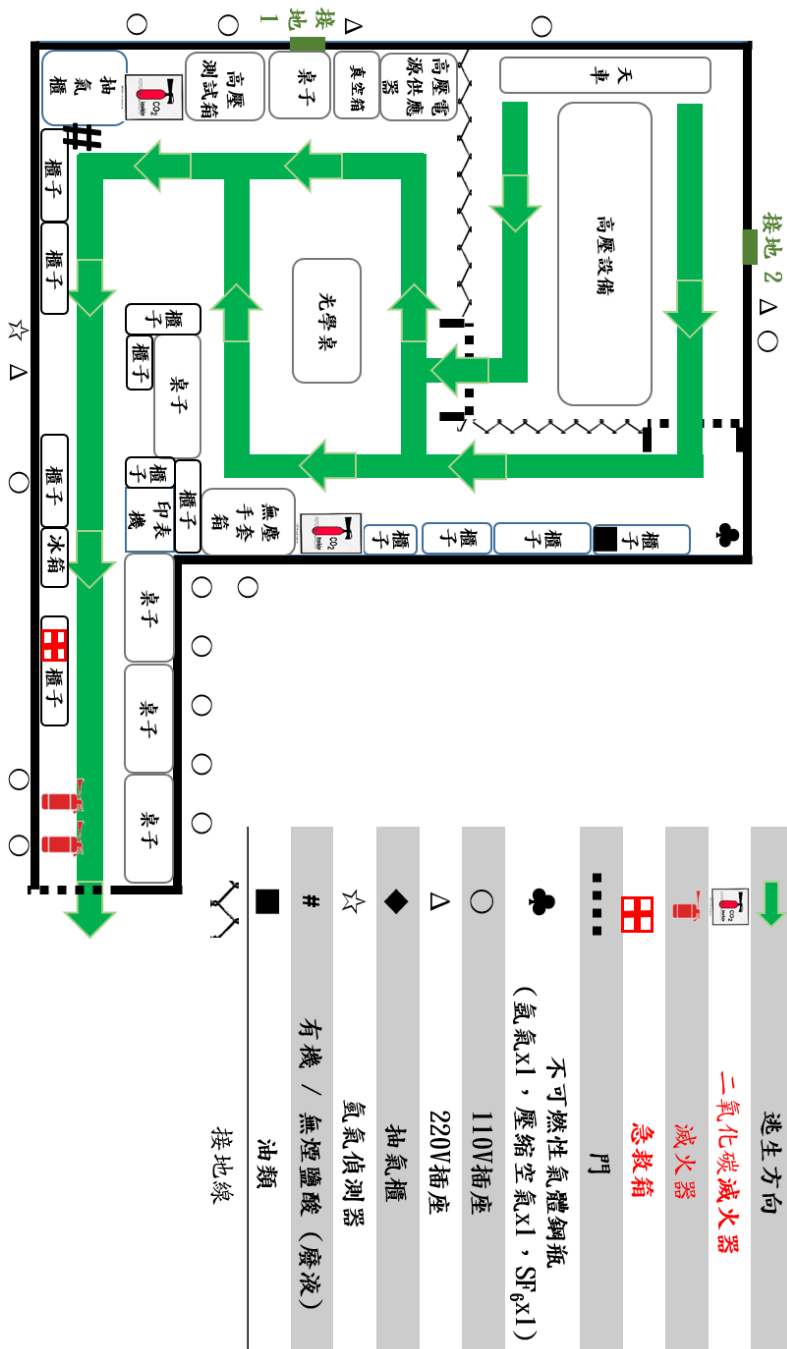 接地 2
天
車
高壓設備
高壓電
源供應
器
真空箱
桌子
接
地
1
高壓
測試箱
CO2
抽
氣
櫃
光學桌
櫃
子
櫃
子
櫃
子
櫃
子
CO2
無塵
手套
箱
櫃
子
櫃子
桌子
櫃
子
櫃子
印表
機
桌子
桌子
桌子
櫃子
櫃子
櫃子
冰箱
櫃子
逃生方向
CO2
二氧化碳滅火器
滅火器
急救箱
門
不可燃性氣體鋼瓶
(氬氣x1，壓縮空氣x1，SF6x1)
110V插座
220V插座
抽氣櫃
氫氣偵測器
# 有機 / 無煙鹽酸 (廢液)
油類
接地線